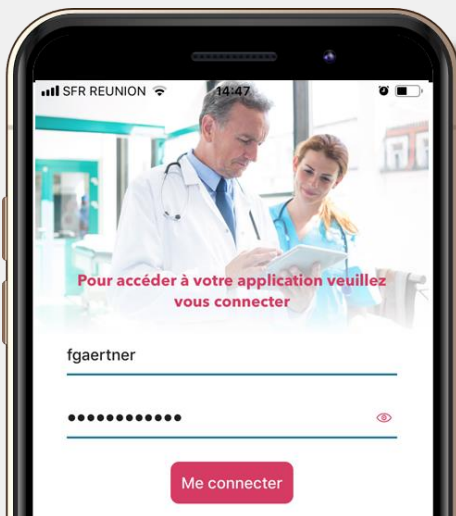 SFR REUNION 14:47
Pour accéder à votre application veuillez
vous connecter
fgaertner
••••••••••••
Me connecter